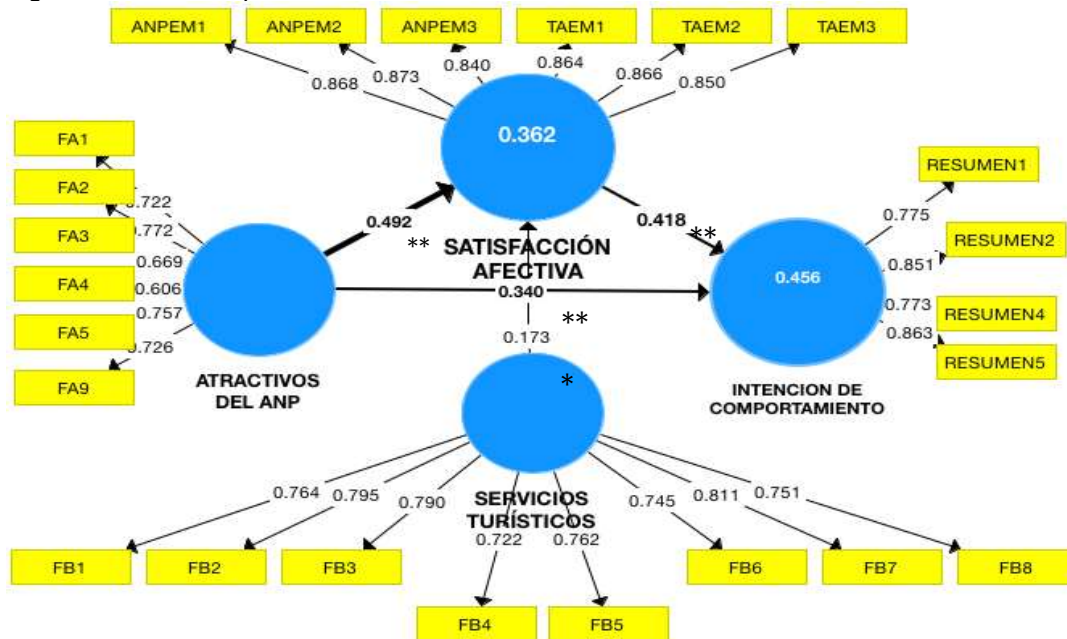 ANPEM1 ANPEM2 ANPEM3 TAEM1 TAEM2 TAEM3
0.868 0.873 0.840 0.864 0.866 0.850
0.362
FA1
FA2
FA3
FA4
FA5
FA9
0.722
0.772
0.669
0.606
0.757
0.726
ATRACTIVOS
DEL ANP
0.492 **
SATISFACCIÓN
AFECTIVA
0.418 **
0.340
**
0.173
*
0.456
INTENCION DE
COMPORTAMIENTO
RESUMEN1
RESUMEN2
RESUMEN4
RESUMEN5
0.775
0.851
0.773
0.863
SERVICIOS
TURÍSTICOS
0.764 0.795 0.790 0.722 0.762 0.745 0.811 0.751
FB1 FB2 FB3 FB6 FB7 FB8
FB4 FB5